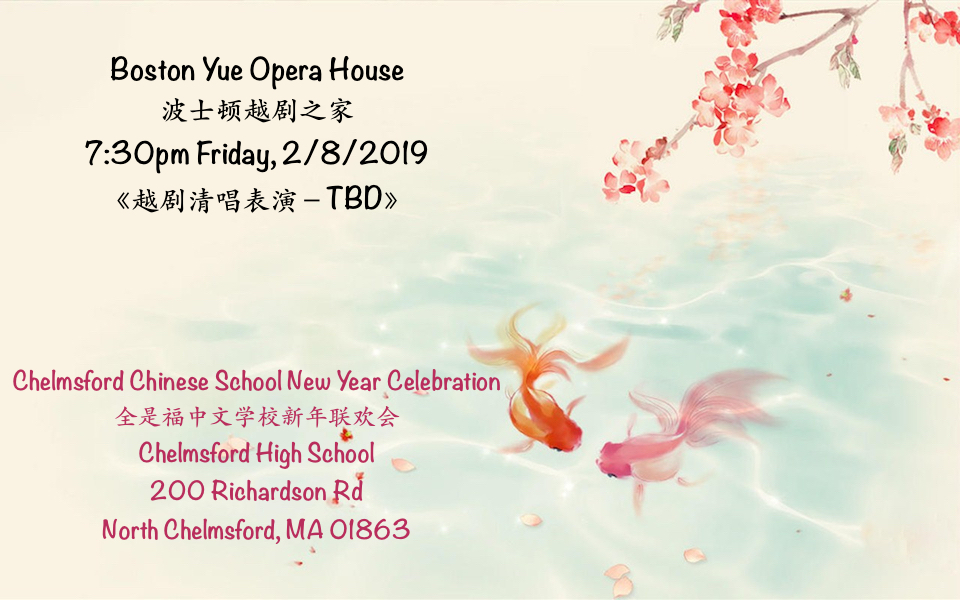 Boston Yue Opera House
波士顿越剧之家
7:30pm Friday, 2/8/2019
《越剧清唱表演 – TBD》
Chelmsford Chinese School New Year Celebration
全是福中文学校新年联欢会
Chelmsford High School
200 Richardson Rd
North Chelmsford, MA 01863